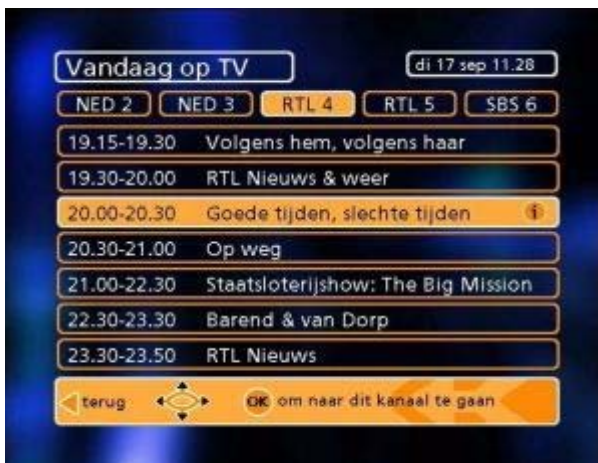 Vandaag op TV di 17 sep 11.28
NED 2 NED 3 RTL 4 RTL 5 SBS 6
19.15-19.30 Volgens hem, volgens haar
19.30-20.00 RTL Nieuws & weer
20.00-20.30 Goede tijden, slechte tijden i
20.30-21.00 Op weg
21.00-22.30 Staatsloterijshow: The Big Mission
22.30-23.30 Barend & van Dorp
23.30-23.50 RTL Nieuws
terug OK om naar dit kanaal te gaan